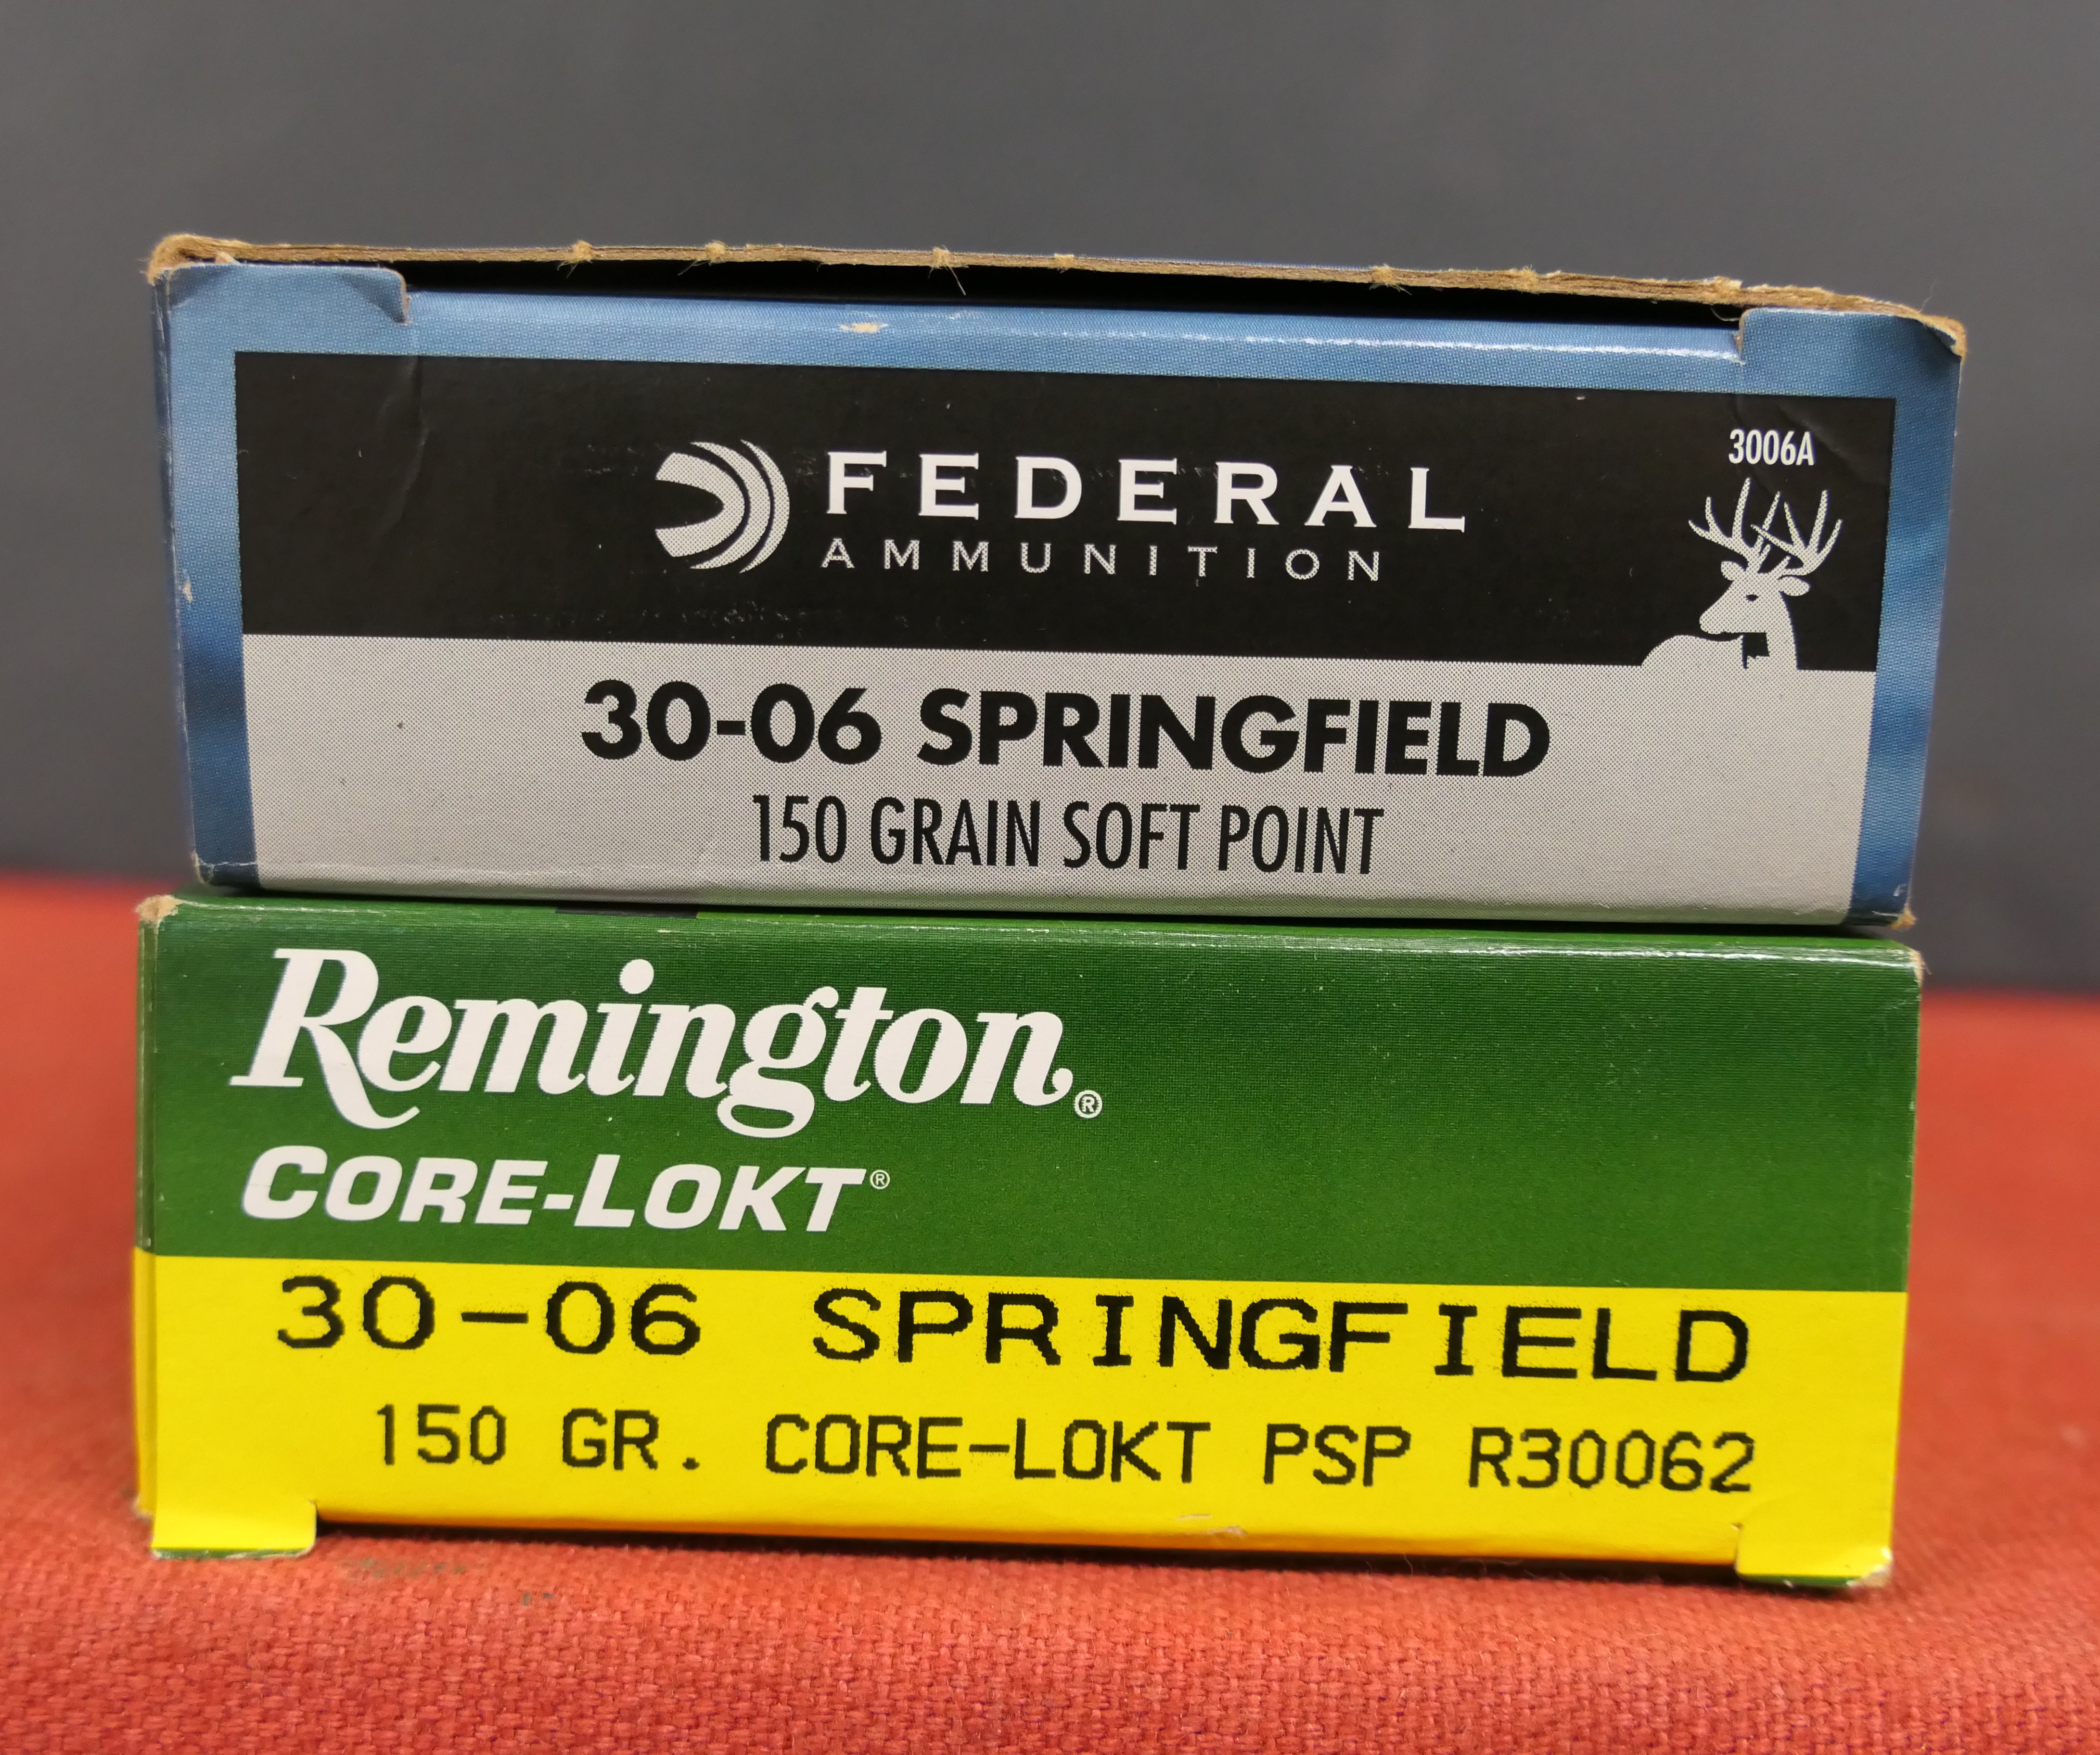 3006A
FEDERAL
AMMUNITION
30-06 SPRINGFIELD
150 GRAIN SOFT POINT
Remington®
CORE-LOKT®
30-06 SPRINGFIELD
150 GR. CORE-LOKT PSP R30062